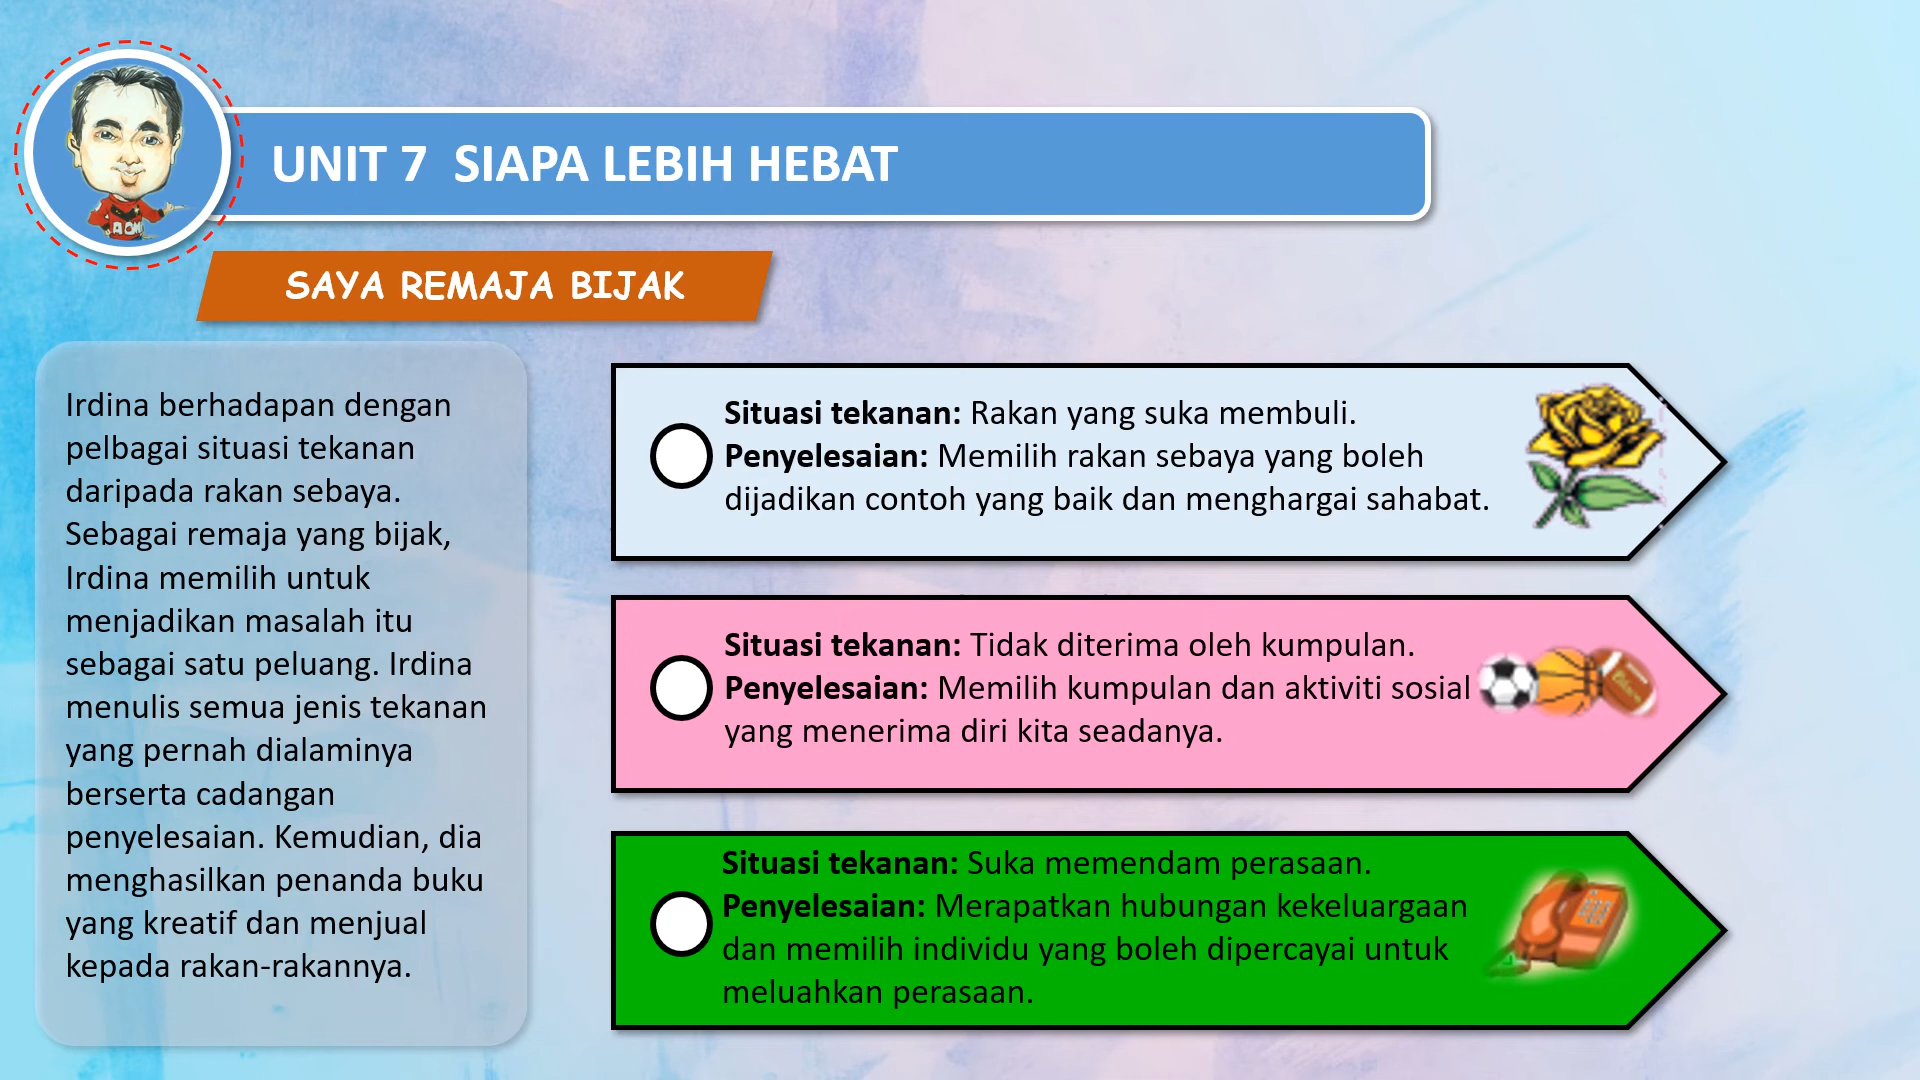 UNIT 7  SIAPA LEBIH HEBAT
SAYA REMAJA BIJAK
Irdina berhadapan dengan
pelbagai situasi tekanan
daripada rakan sebaya.
Sebagai remaja yang bijak,
Irdina memilih untuk
menjadikan masalah itu
sebagai satu peluang. Irdina
menulis semua jenis tekanan
yang pernah dialaminya
berserta cadangan
penyelesaian. Kemudian, dia
menghasilkan penanda buku
yang kreatif dan menjual
kepada rakan-rakannya.
Situasi tekanan: Rakan yang suka membuli.
Penyelesaian: Memilih rakan sebaya yang boleh
dijadikan contoh yang baik dan menghargai sahabat.
Situasi tekanan: Tidak diterima oleh kumpulan.
Penyelesaian: Memilih kumpulan dan aktiviti sosial
yang menerima diri kita seadanya.
Situasi tekanan: Suka memendam perasaan.
Penyelesaian: Merapatkan hubungan kekeluargaan
dan memilih individu yang boleh dipercayai untuk
meluahkan perasaan.